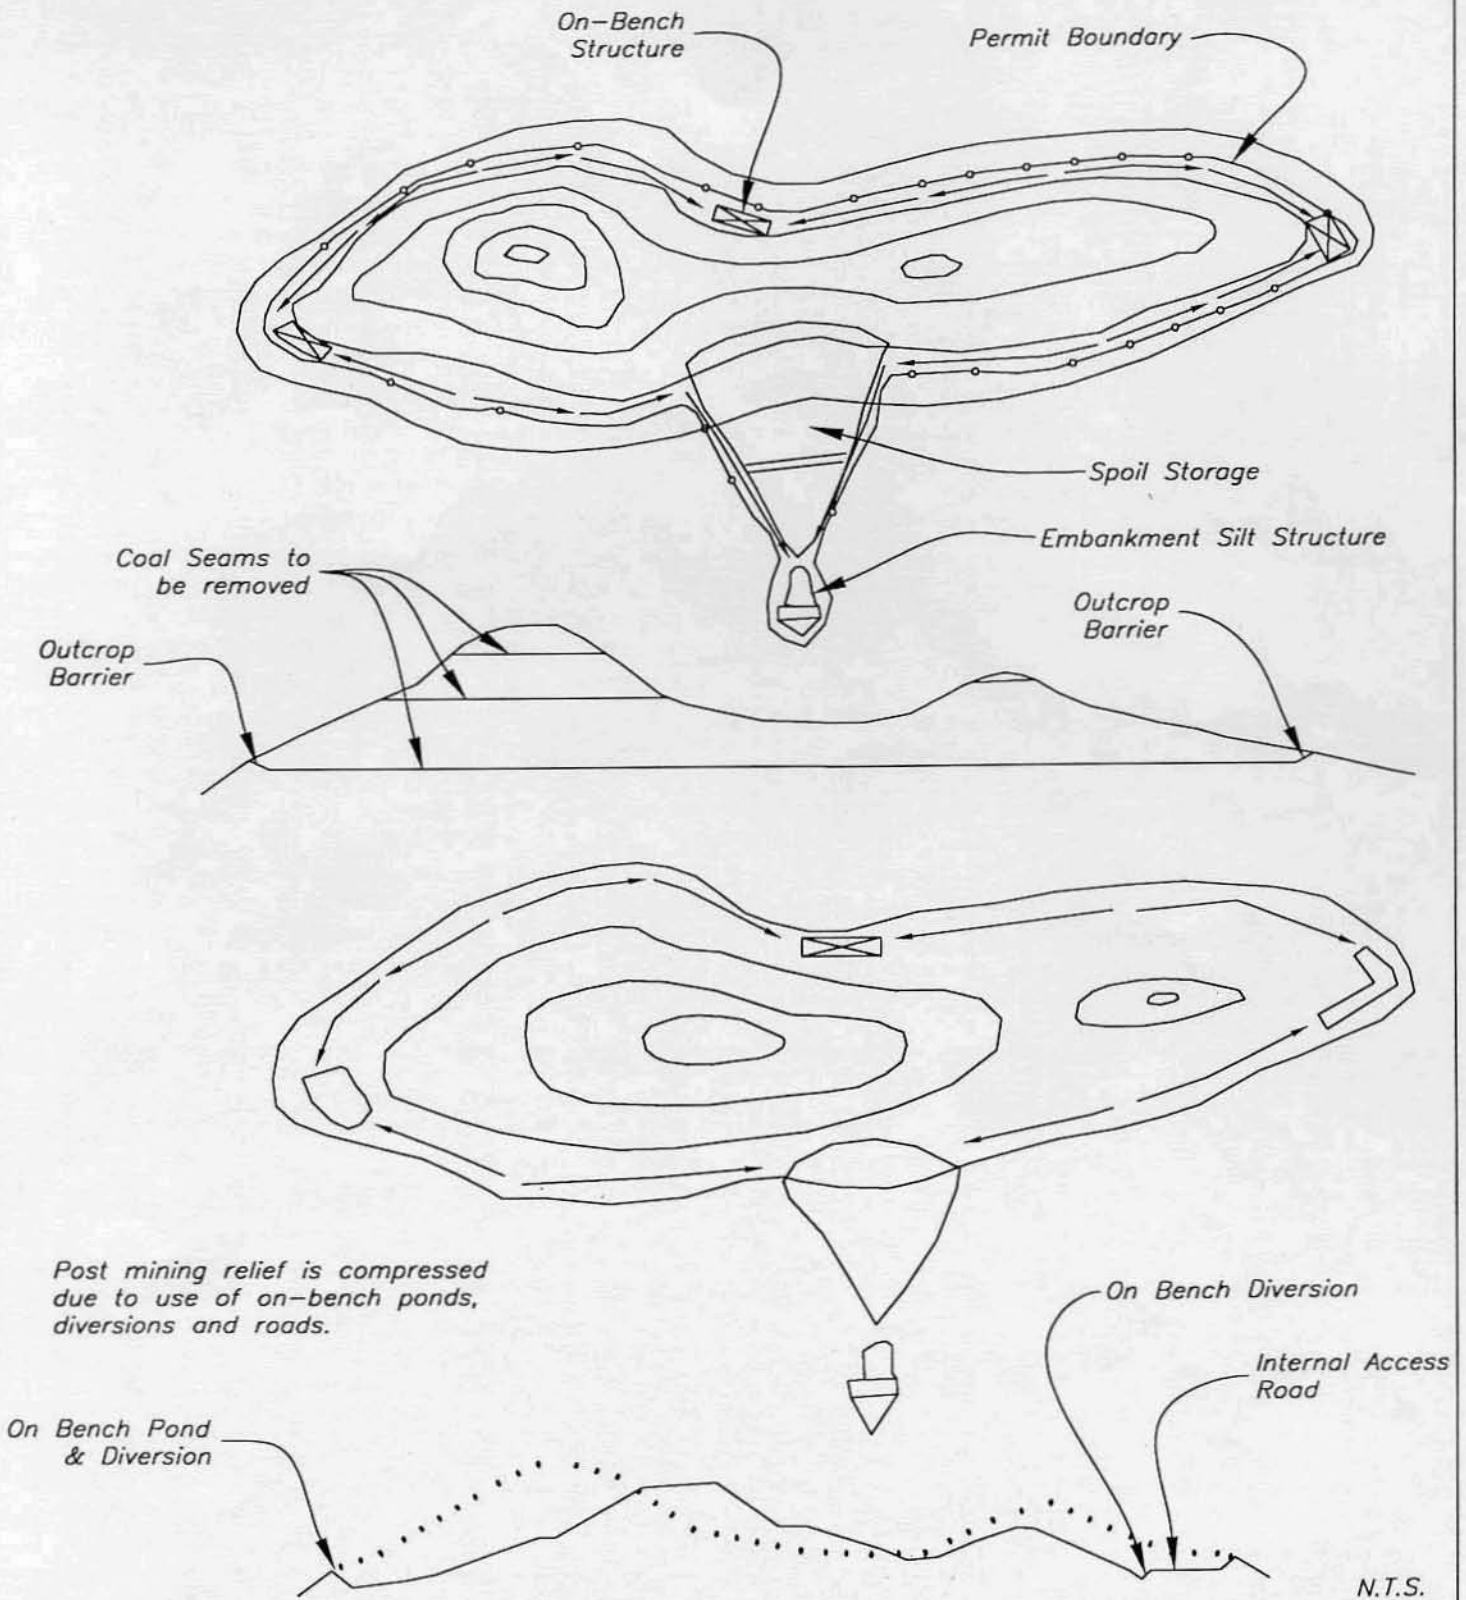 On-Bench
Structure
Permit Boundary
Spoil Storage
Embankment Silt Structure
Coal Seams to
be removed
Outcrop
Barrier
Outcrop
Barrier
Post mining relief is compressed
due to use of on-bench ponds,
diversions and roads.
On Bench Diversion
Internal Access
Road
On Bench Pond
& Diversion
N.T.S.